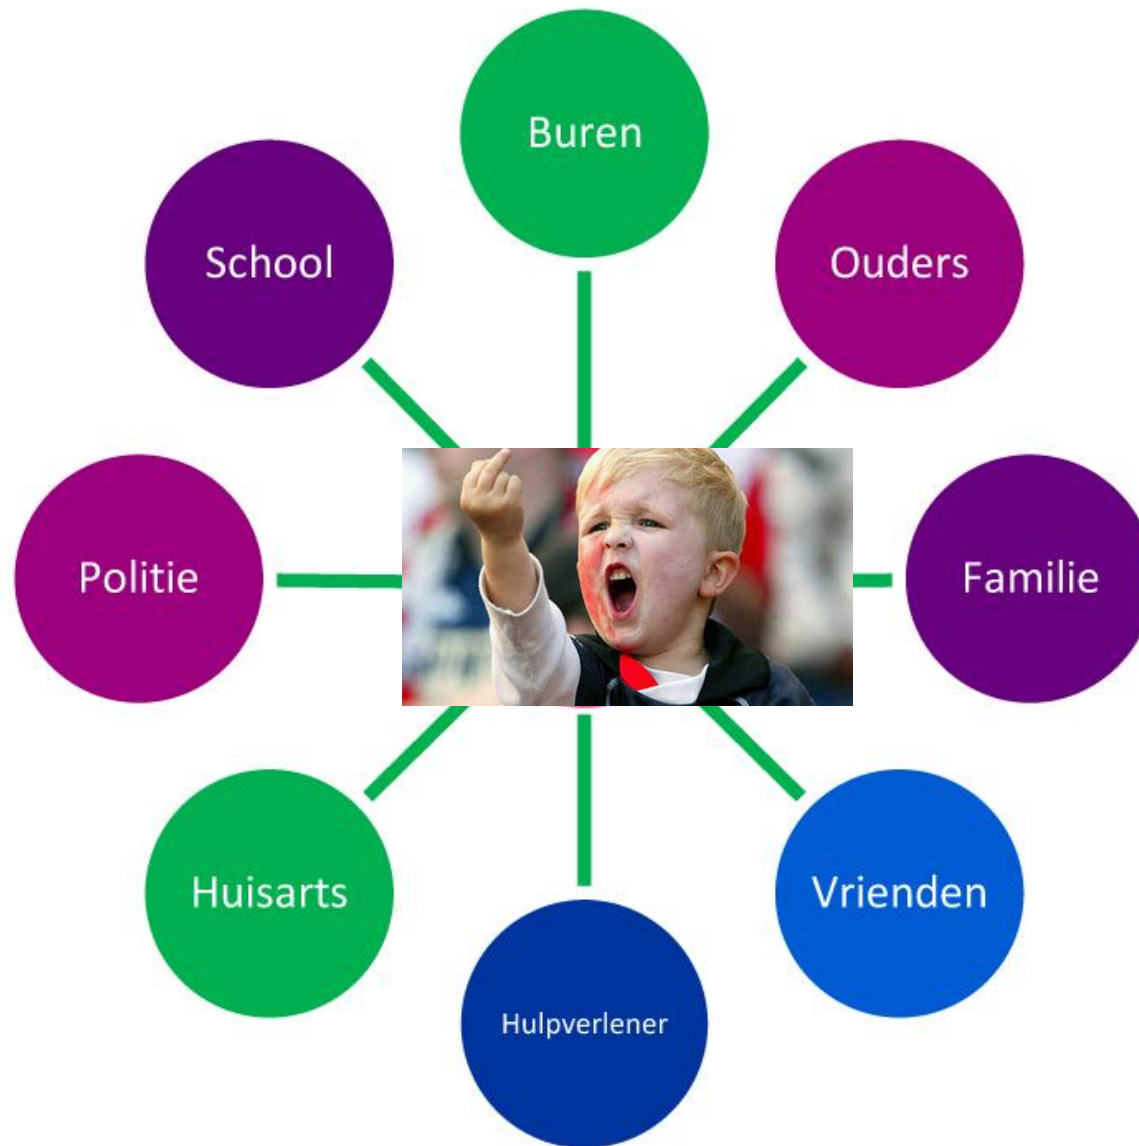 Buren
School
Ouders
Politie
Familie
Huisarts
Vrienden
Hulpverlener